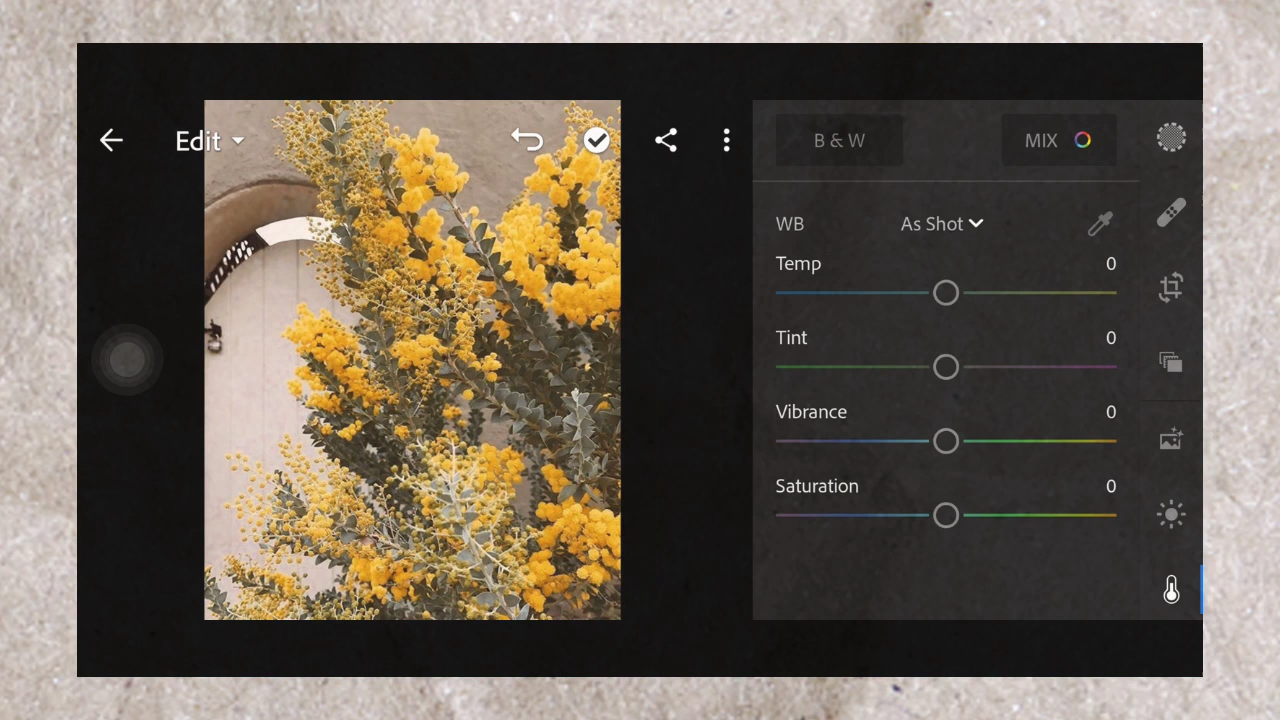 Edit
B & W
MIX
WB
As Shot
Temp
0
Tint
0
Vibrance
0
Saturation
0